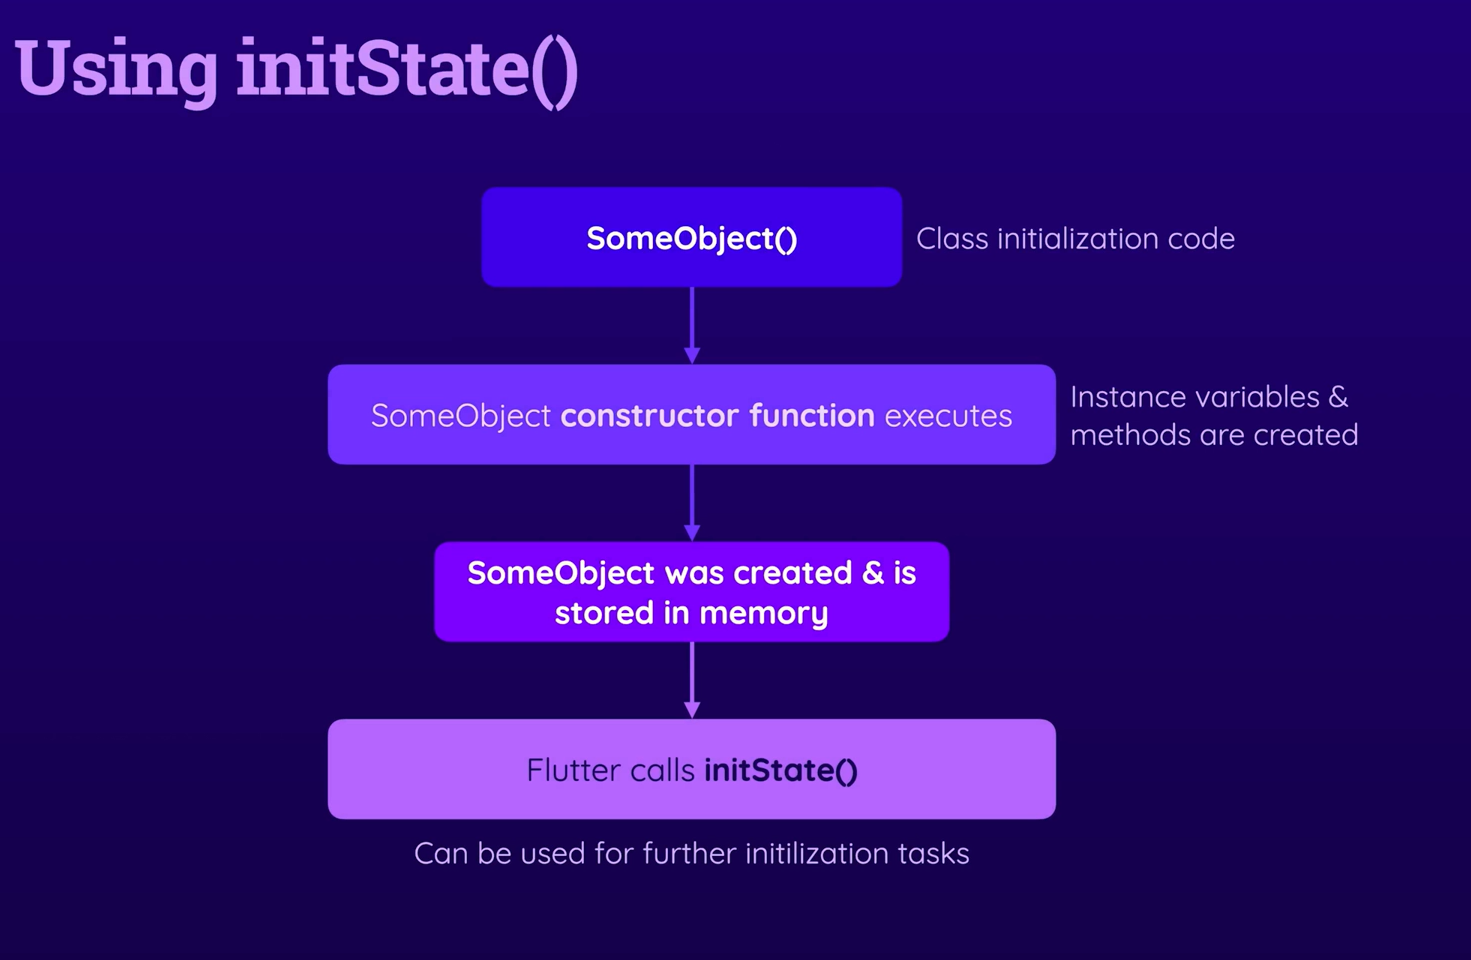 Using initState()
SomeObject()
Class initialization code
SomeObject constructor function executes
Instance variables &
methods are created
SomeObject was created & is
stored in memory
Flutter calls initState()
Can be used for further initilization tasks